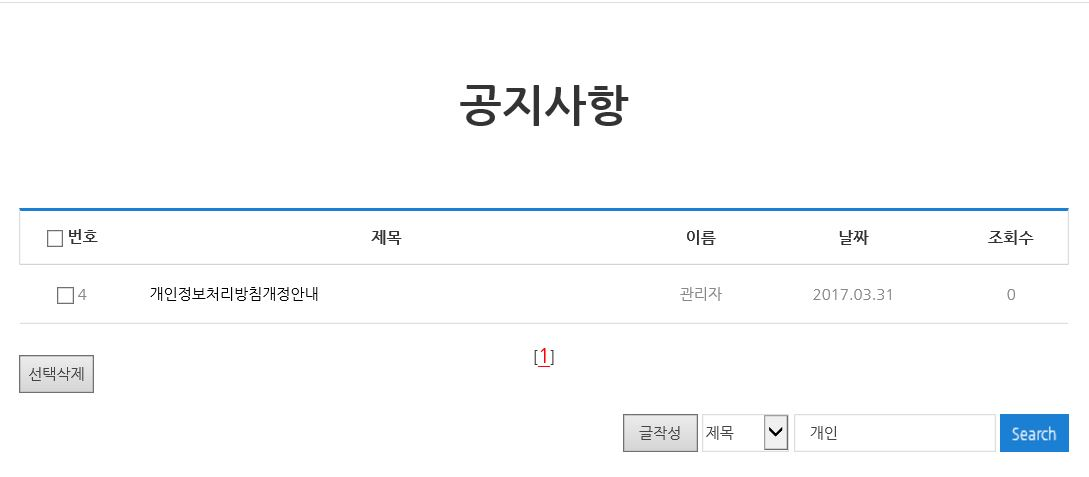 공지사항
번호 제목 이름 날짜 조회수
4 개인정보처리방침개정안내 관리자 2017.03.31 0
[1]
선택삭제
글작성 제목 개인 Search